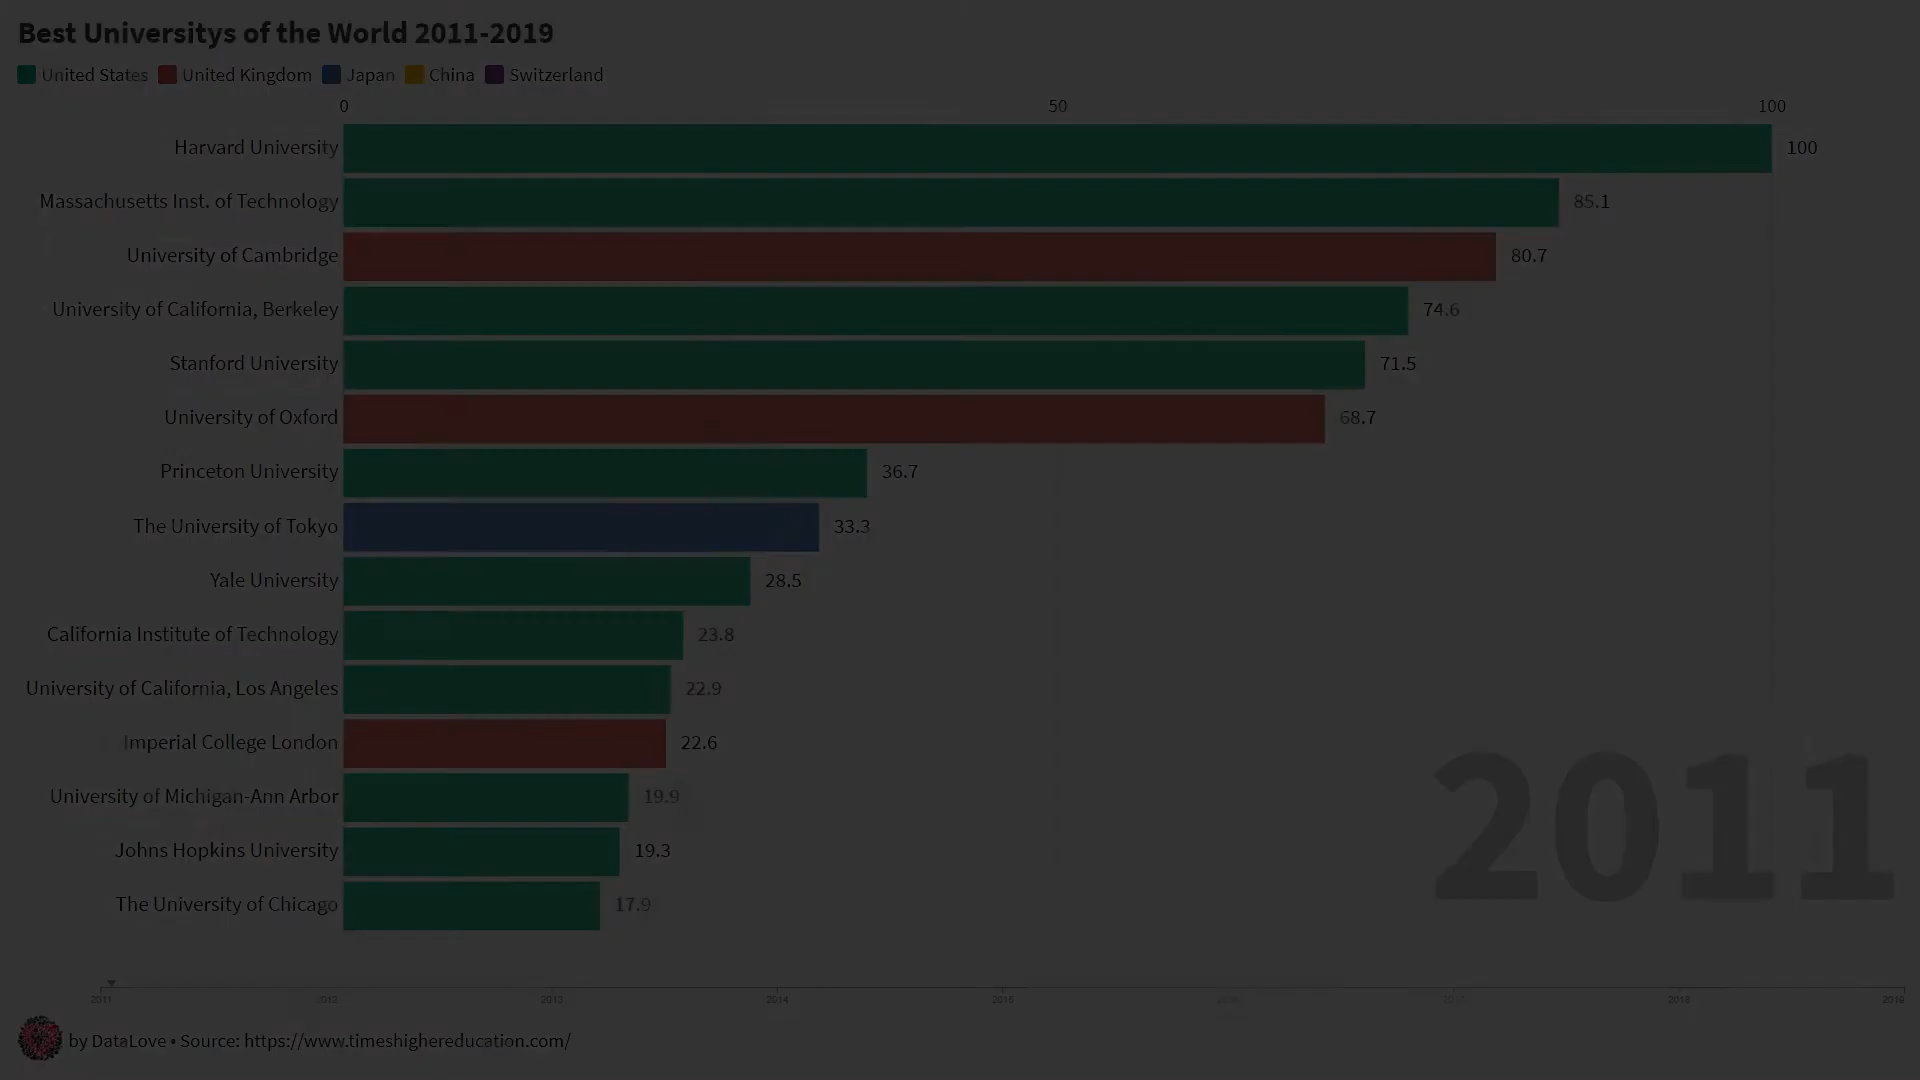 Best Universitys of the World 2011-2019
United States United Kingdom Japan China Switzerland
0 50 100
Harvard University 100
Massachusetts Inst. of Technology 85.1
University of Cambridge 80.7
University of California, Berkeley 74.6
Stanford University 71.5
University of Oxford 68.7
Princeton University 36.7
The University of Tokyo 33.3
Yale University 28.5
California Institute of Technology 23.8
University of California, Los Angeles 22.9
Imperial College London 22.6
University of Michigan-Ann Arbor 19.9
Johns Hopkins University 19.3
The University of Chicago 17.9
2011
2011 2012 2013 2014 2015 2018 2019
by DataLove • Source: https://www.timeshighereducation.com/